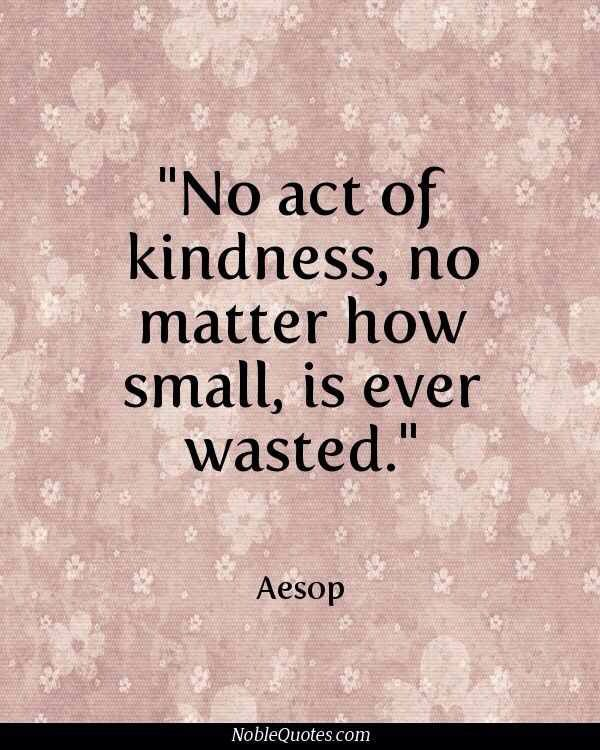 "No act of
kindness, no
matter how
small, is ever
wasted."
Aesop
NobleQuotes.com